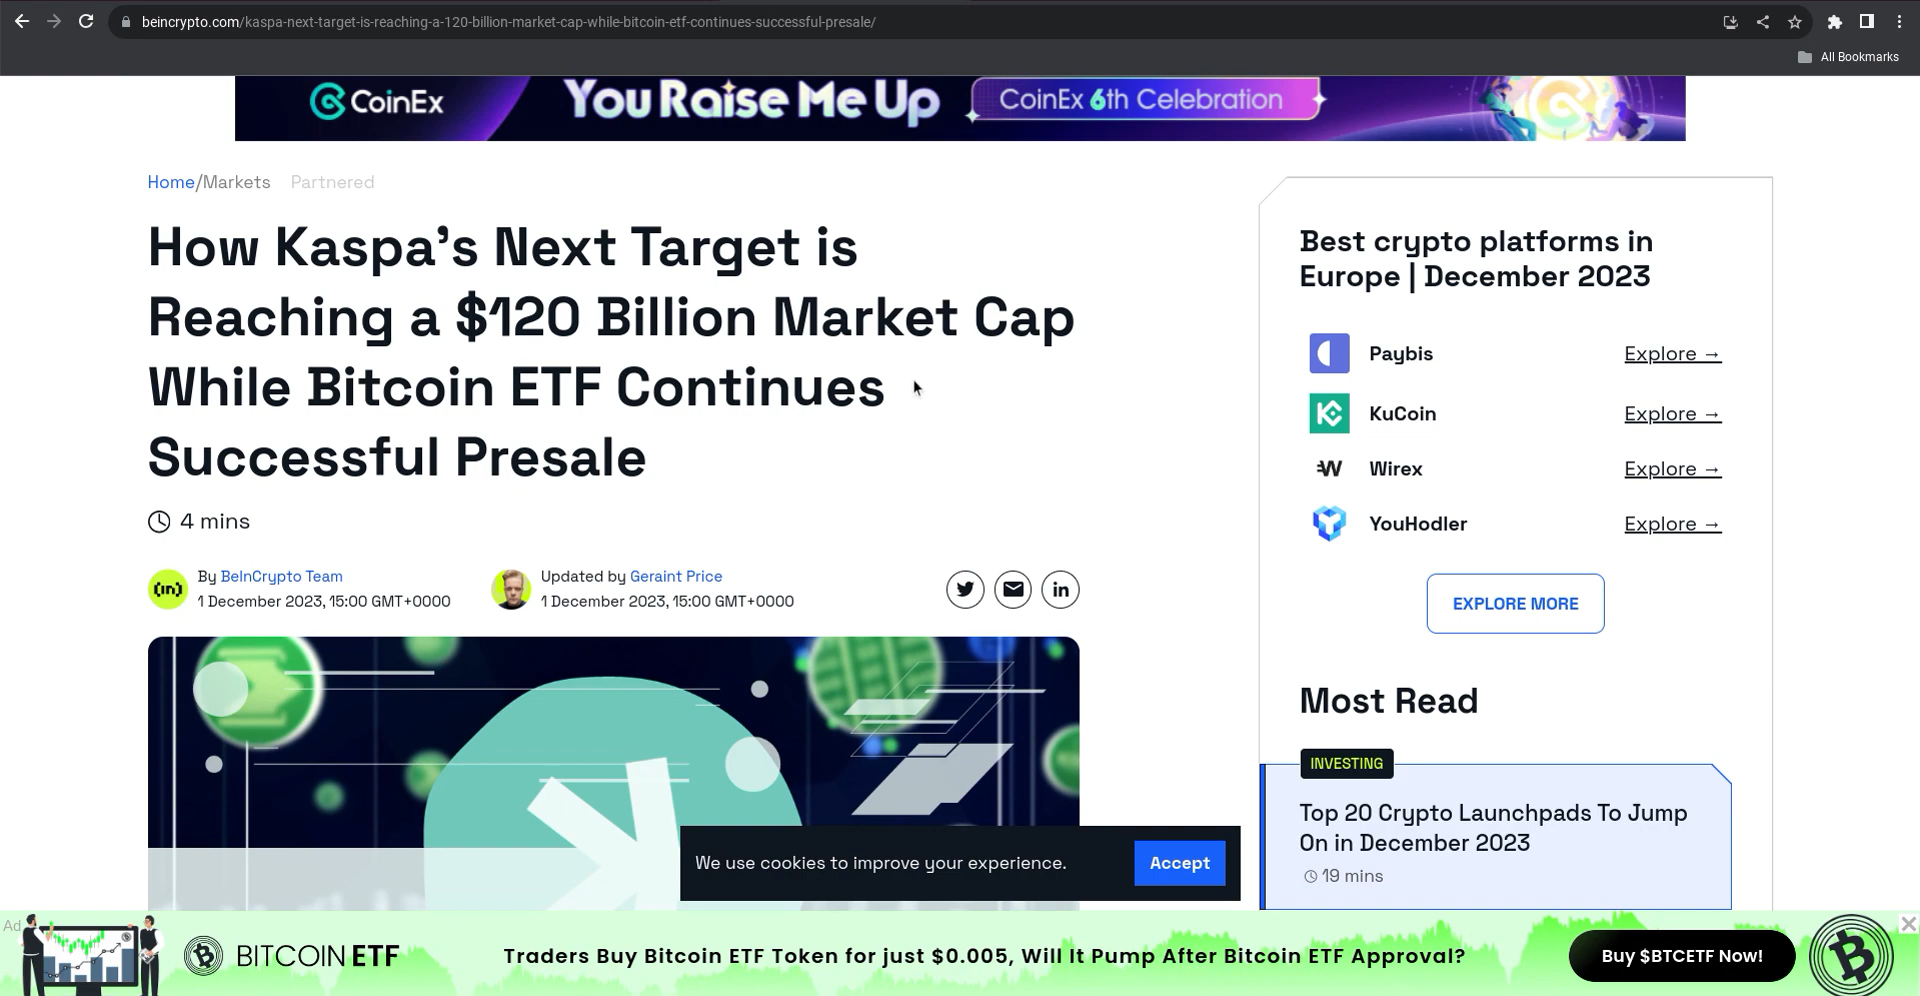 beincrypto.com/kaspa-next-target-is-reaching-a-120-billion-market-cap-while-bitcoin-etf-continues-successful-presale/
All Bookmarks
CoinEx
You Raise Me Up
CoinEx 6th Celebration
Home/Markets Partnered
How Kaspa's Next Target is
Reaching a $120 Billion Market Cap
While Bitcoin ETF Continues
Successful Presale
4 mins
By BeInCrypto Team
1 December 2023, 15:00 GMT+0000
Updated by Geraint Price
1 December 2023, 15:00 GMT+0000
Best crypto platforms in
Europe | December 2023
Paybis Explore →
KuCoin Explore →
Wirex Explore →
YouHodler Explore →
EXPLORE MORE
Most Read
INVESTING
Top 20 Crypto Launchpads To Jump
On in December 2023
19 mins
We use cookies to improve your experience. Accept
Ad
BITCOIN ETF
Traders Buy Bitcoin ETF Token for just $0.005, Will It Pump After Bitcoin ETF Approval?
Buy $BTCETF Now!